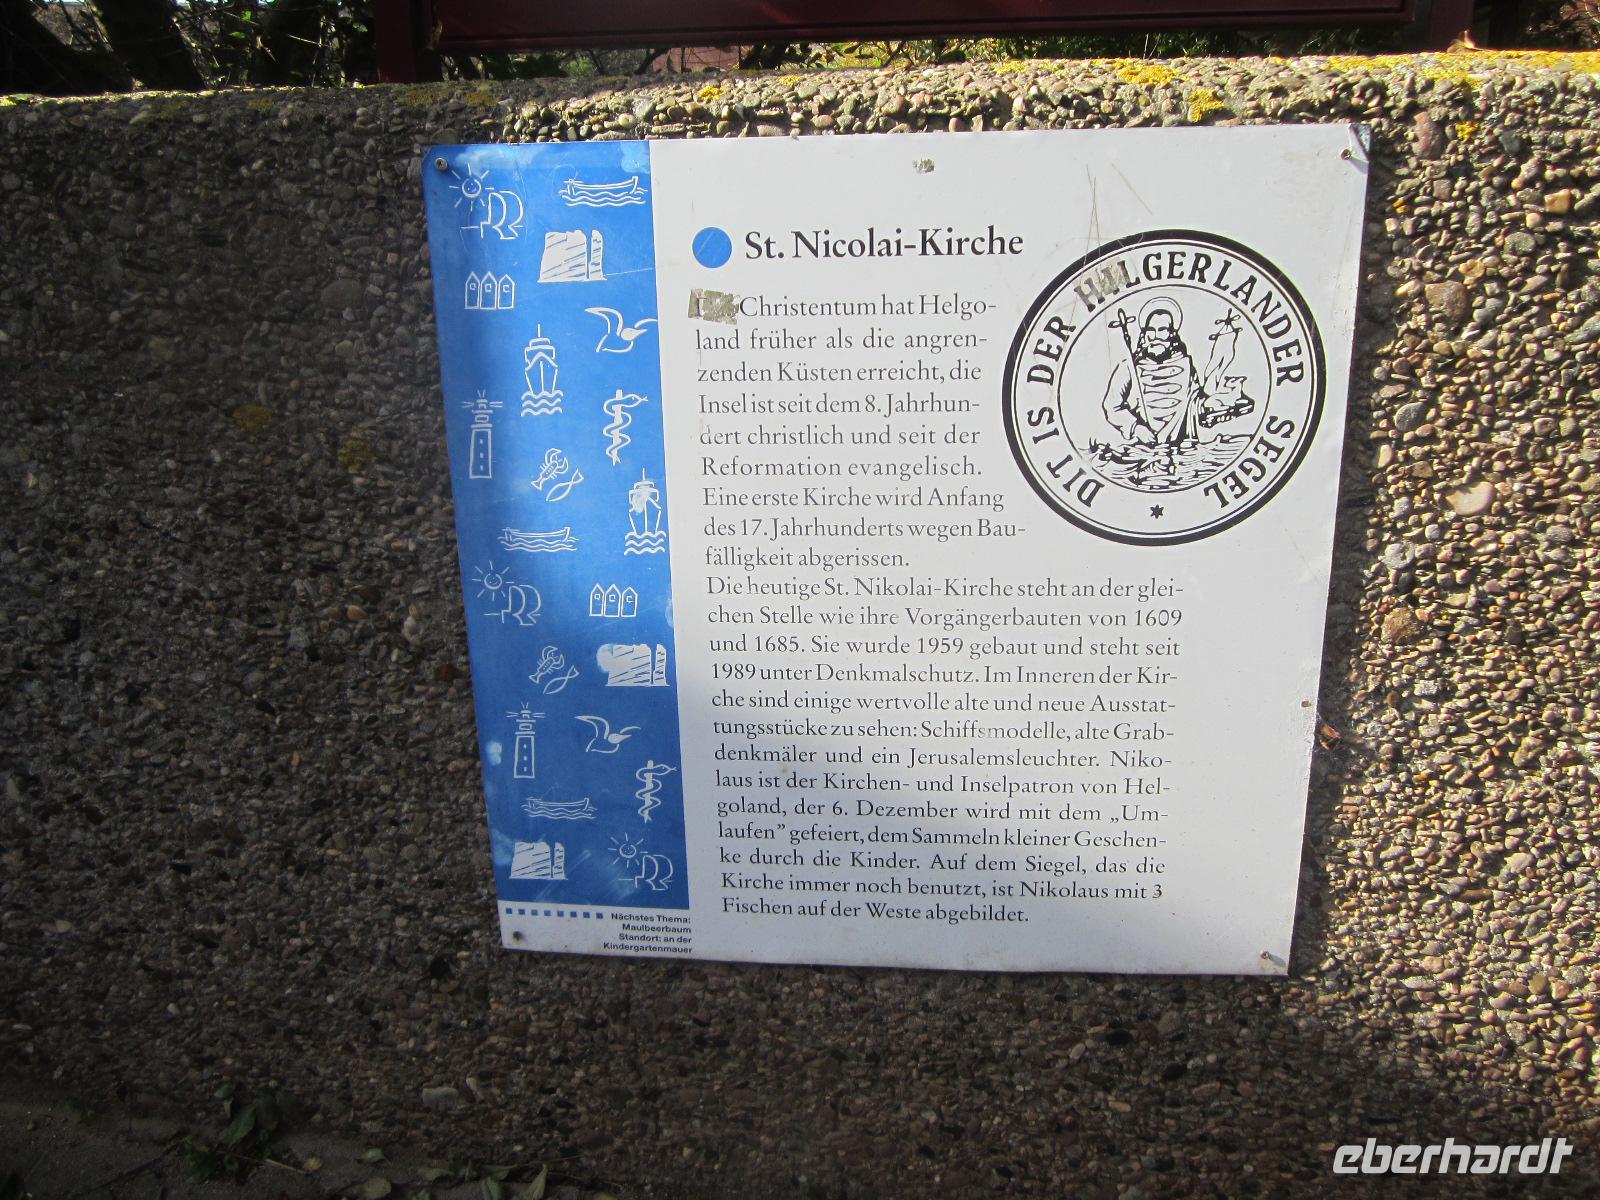 St. Nicolai-Kirche
Christentum hat Helgo-
land früher als die angren-
zenden Küsten erreicht, die
Insel ist seit dem 8. Jahrhun-
dert christlich und seit der
Reformation evangelisch.
Eine erste Kirche wird Anfang
des 17. Jahrhunderts wegen Bau-
fälligkeit abgerissen.
Die heutige St. Nikolai-Kirche steht an der glei-
chen Stelle wie ihre Vorgängerbauten von 1609
und 1685. Sie wurde 1959 gebaut und steht seit
1989 unter Denkmalschutz. Im Inneren der Kir-
che sind einige wertvolle alte und neue Ausstat-
tungsstücke zu sehen: Schiffsmodelle, alte Grab-
denkmäler und ein Jerusalemsleuchter. Niko-
laus ist der Kirchen- und Inselpatron von Hel-
goland, der 6. Dezember wird mit dem „Um-
laufen” gefeiert, dem Sammeln kleiner Geschen-
ke durch die Kinder. Auf dem Siegel, das die
Kirche immer noch benutzt, ist Nikolaus mit 3
Fischen auf der Weste abgebildet.
DIT IS DER HILGERLANDER SEGEL
Nächstes Thema:
Maulbeerbaum
Standort: an der
Kindergartenmauer
eberhardt